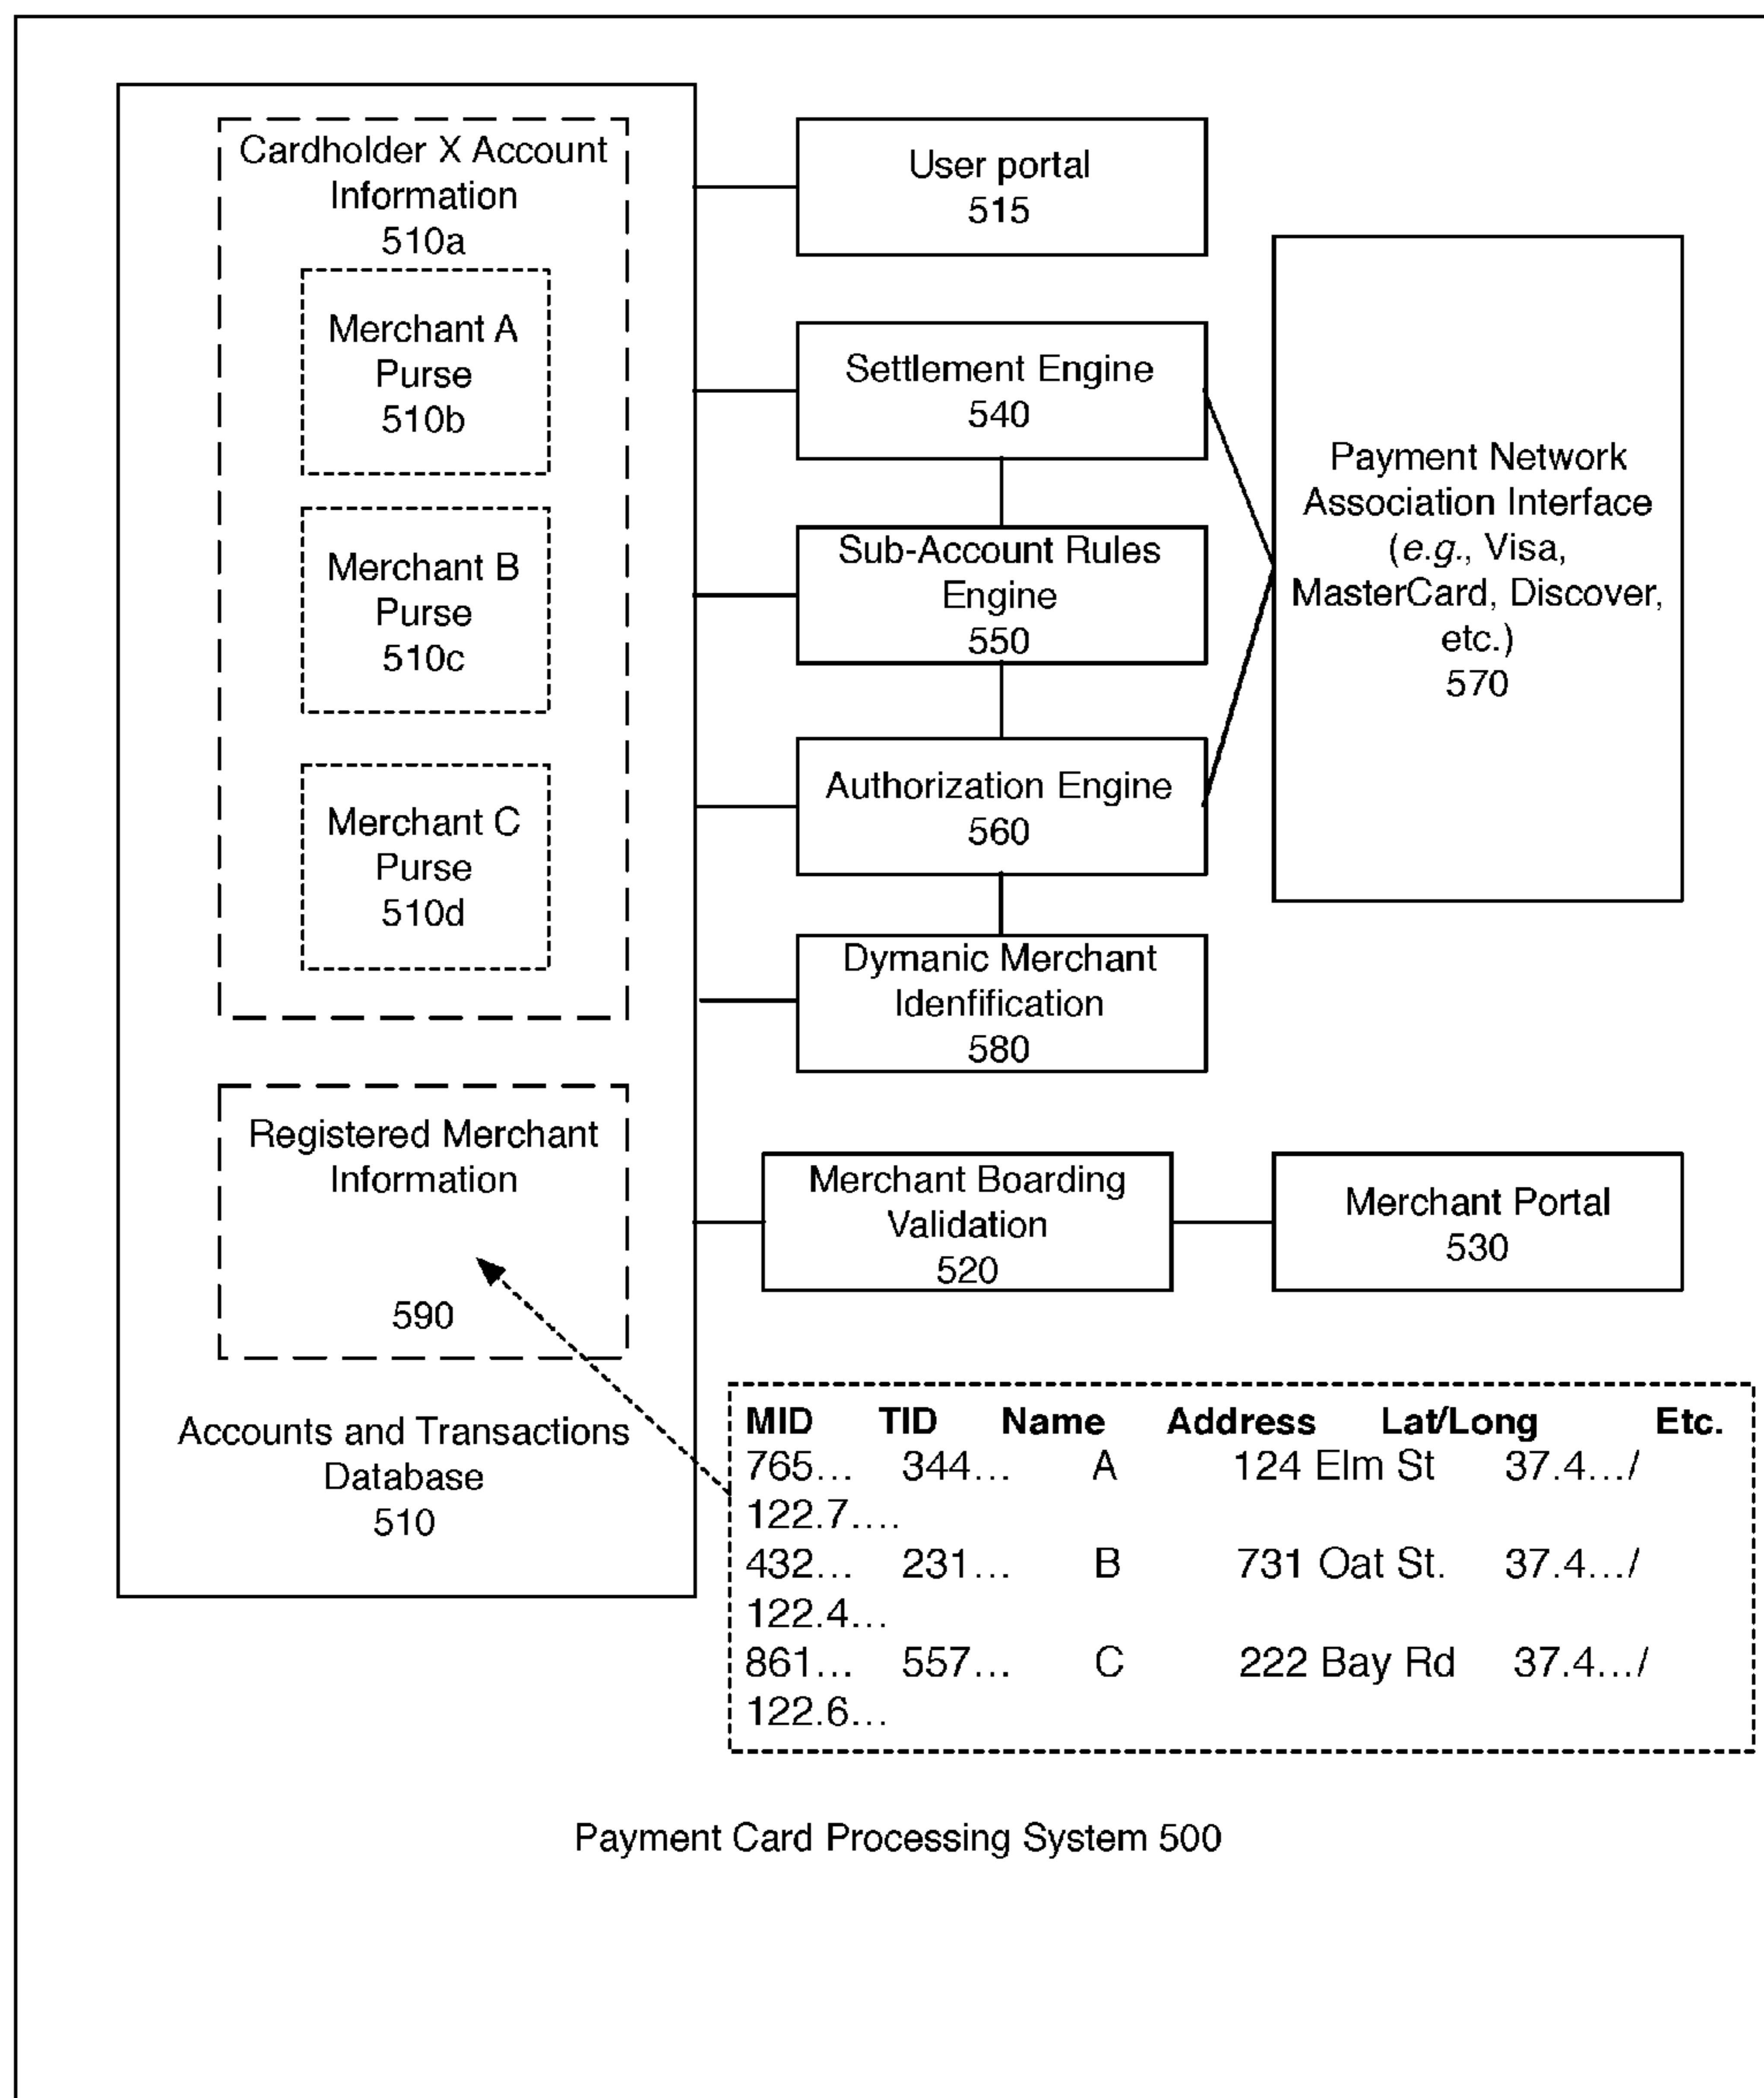 Cardholder X Account
Information
510a
Merchant A
Purse
510b
Merchant B
Purse
510c
Merchant C
Purse
510d
Registered Merchant
Information
590
Accounts and Transactions
Database
510
User portal
515
Settlement Engine
540
Sub-Account Rules
Engine
550
Authorization Engine
560
Dymanic Merchant
Idenfification
580
Payment Network
Association Interface
(e.g., Visa,
MasterCard, Discover,
etc.)
570
Merchant Boarding
Validation
520
Merchant Portal
530
MID TID Name Address Lat/Long Etc.
765... 344... A 124 Elm St 37.4.../
122.7....
432... 231... B 731 Oat St. 37.4.../
122.4...
861... 557... C 222 Bay Rd 37.4.../
122.6...
Payment Card Processing System 500